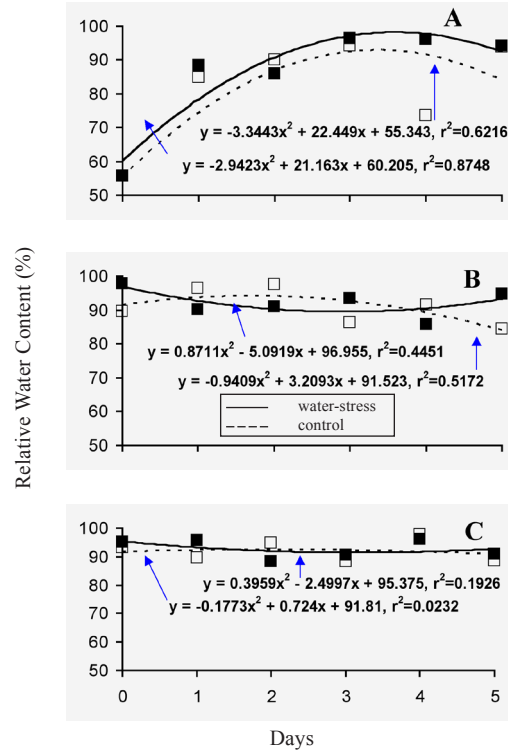 Relative Water Content (%)
A
100
90
80
70
60
50
y = -3.3443x² + 22.449x + 55.343, r²=0.6216
y = -2.9423x² + 21.163x + 60.205, r²=0.8748
B
100
90
80
70
60
50
y = 0.8711x² - 5.0919x + 96.955, r²=0.4451
y = -0.9409x² + 3.2093x + 91.523, r²=0.5172
water-stress
control
C
100
90
80
70
60
50
y = 0.3959x² - 2.4997x + 95.375, r²=0.1926
y = -0.1773x² + 0.724x + 91.81, r²=0.0232
0 1 2 3 4 5
Days